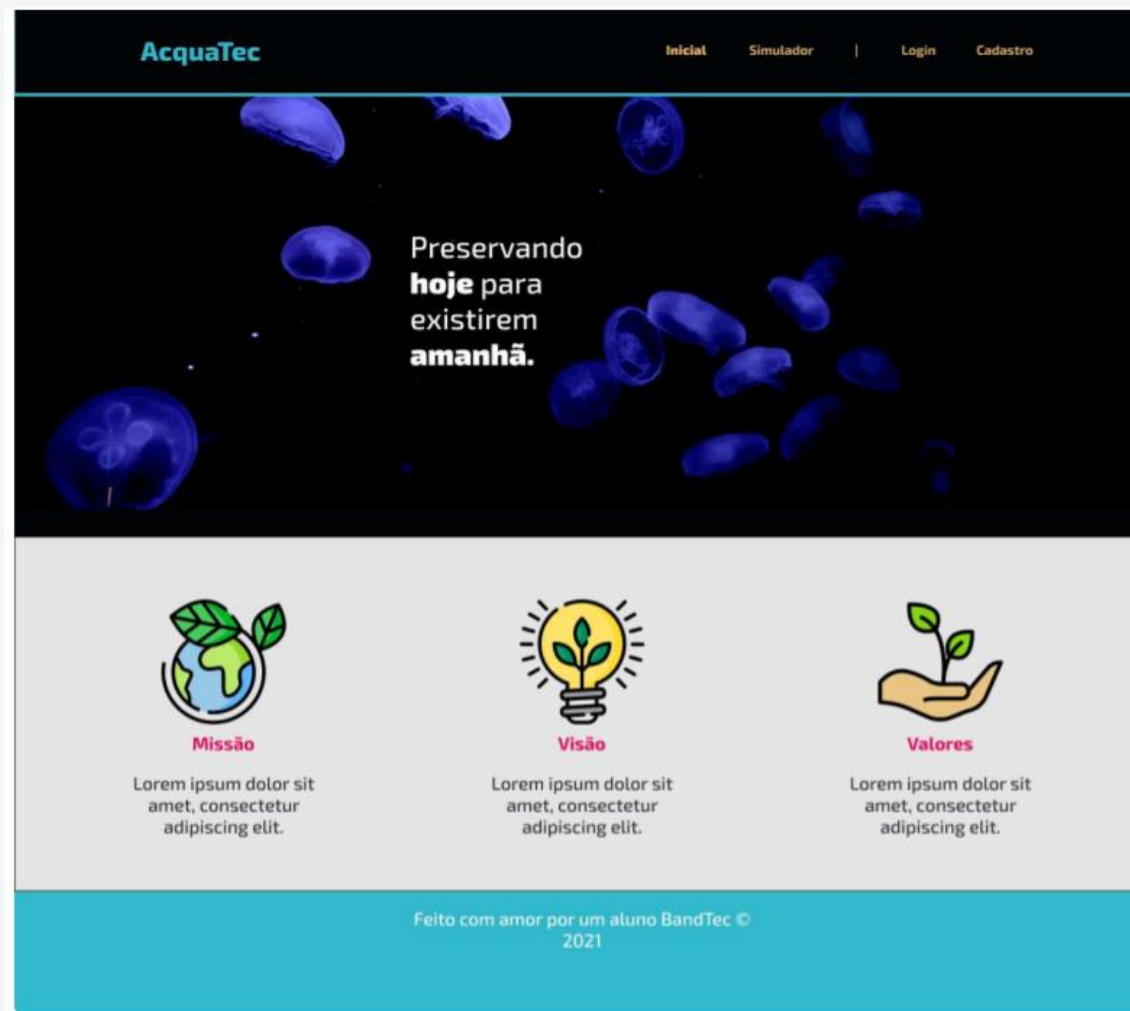 AcquaTec
Inicial Simulador | Login Cadastro
Preservando
hoje para
existirem
amanhã.
Missão
Lorem ipsum dolor sit
amet, consectetur
adipiscing elit.
Visão
Lorem ipsum dolor sit
amet, consectetur
adipiscing elit.
Valores
Lorem ipsum dolor sit
amet, consectetur
adipiscing elit.
Feito com amor por um aluno BandTec ©
2021